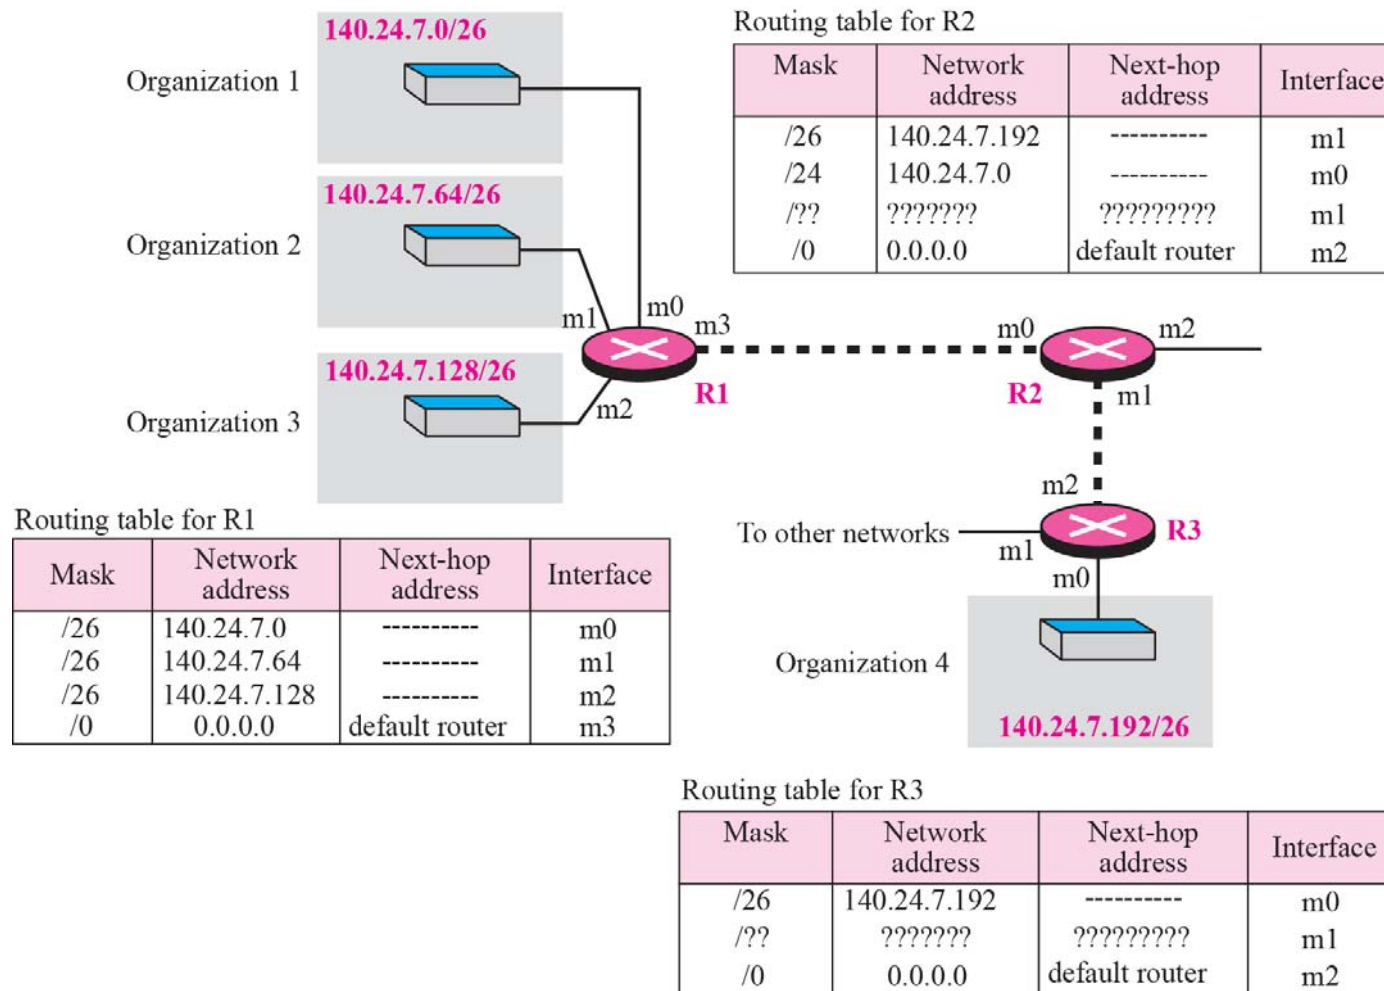 140.24.7.0/26
Organization 1
140.24.7.64/26
Organization 2
140.24.7.128/26
Organization 3
Routing table for R2
Mask Network address Next-hop address Interface
/26 140.24.7.192 ---------- m1
/24 140.24.7.0 ---------- m0
/?? ??????? ????????? m1
/0 0.0.0.0 default router m2
m1 m0 m3
m2
R1
m0 m2
R2
m1
m2
To other networks
m1
R3
m0
Organization 4
140.24.7.192/26
Routing table for R1
Mask Network address Next-hop address Interface
/26 140.24.7.0 ---------- m0
/26 140.24.7.64 ---------- m1
/26 140.24.7.128 ---------- m2
/0 0.0.0.0 default router m3
Routing table for R3
Mask Network address Next-hop address Interface
/26 140.24.7.192 ---------- m0
/?? ??????? ????????? m1
/0 0.0.0.0 default router m2